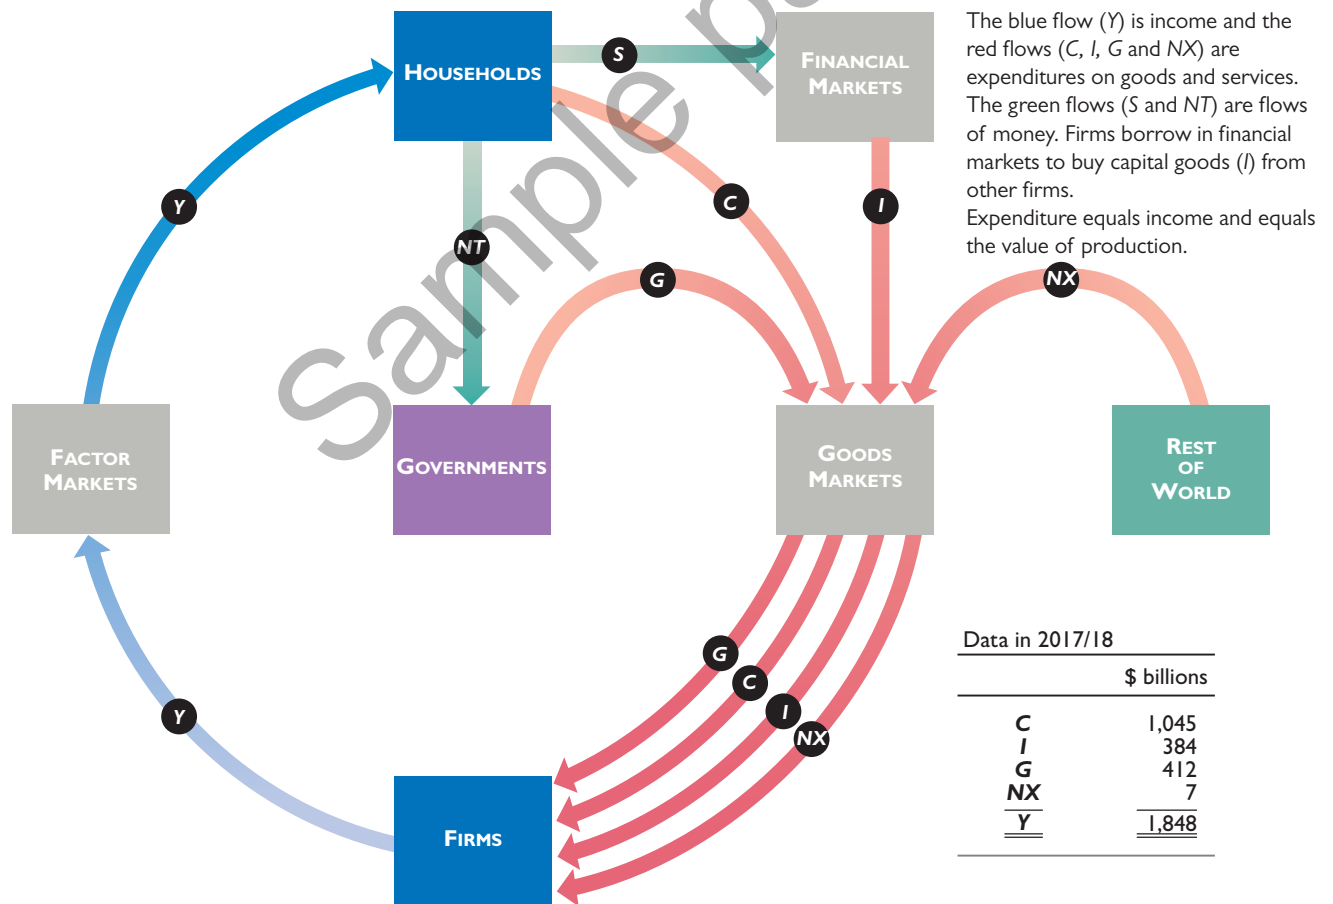 HOUSEHOLDS
S
FINANCIAL
MARKETS
The blue flow (Y) is income and the
red flows (C, I, G and NX) are
expenditures on goods and services.
The green flows (S and NT) are flows
of money. Firms borrow in financial
markets to buy capital goods (I) from
other firms.
Expenditure equals income and equals
the value of production.
Y
NT
C
I
G
NX
FACTOR
MARKETS
GOVERNMENTS
GOODS
MARKETS
REST
OF
WORLD
G
C
I
NX
Y
FIRMS
Data in 2017/18
$ billions
C 1,045
I 384
G 412
NX 7
Y 1,848
Sample